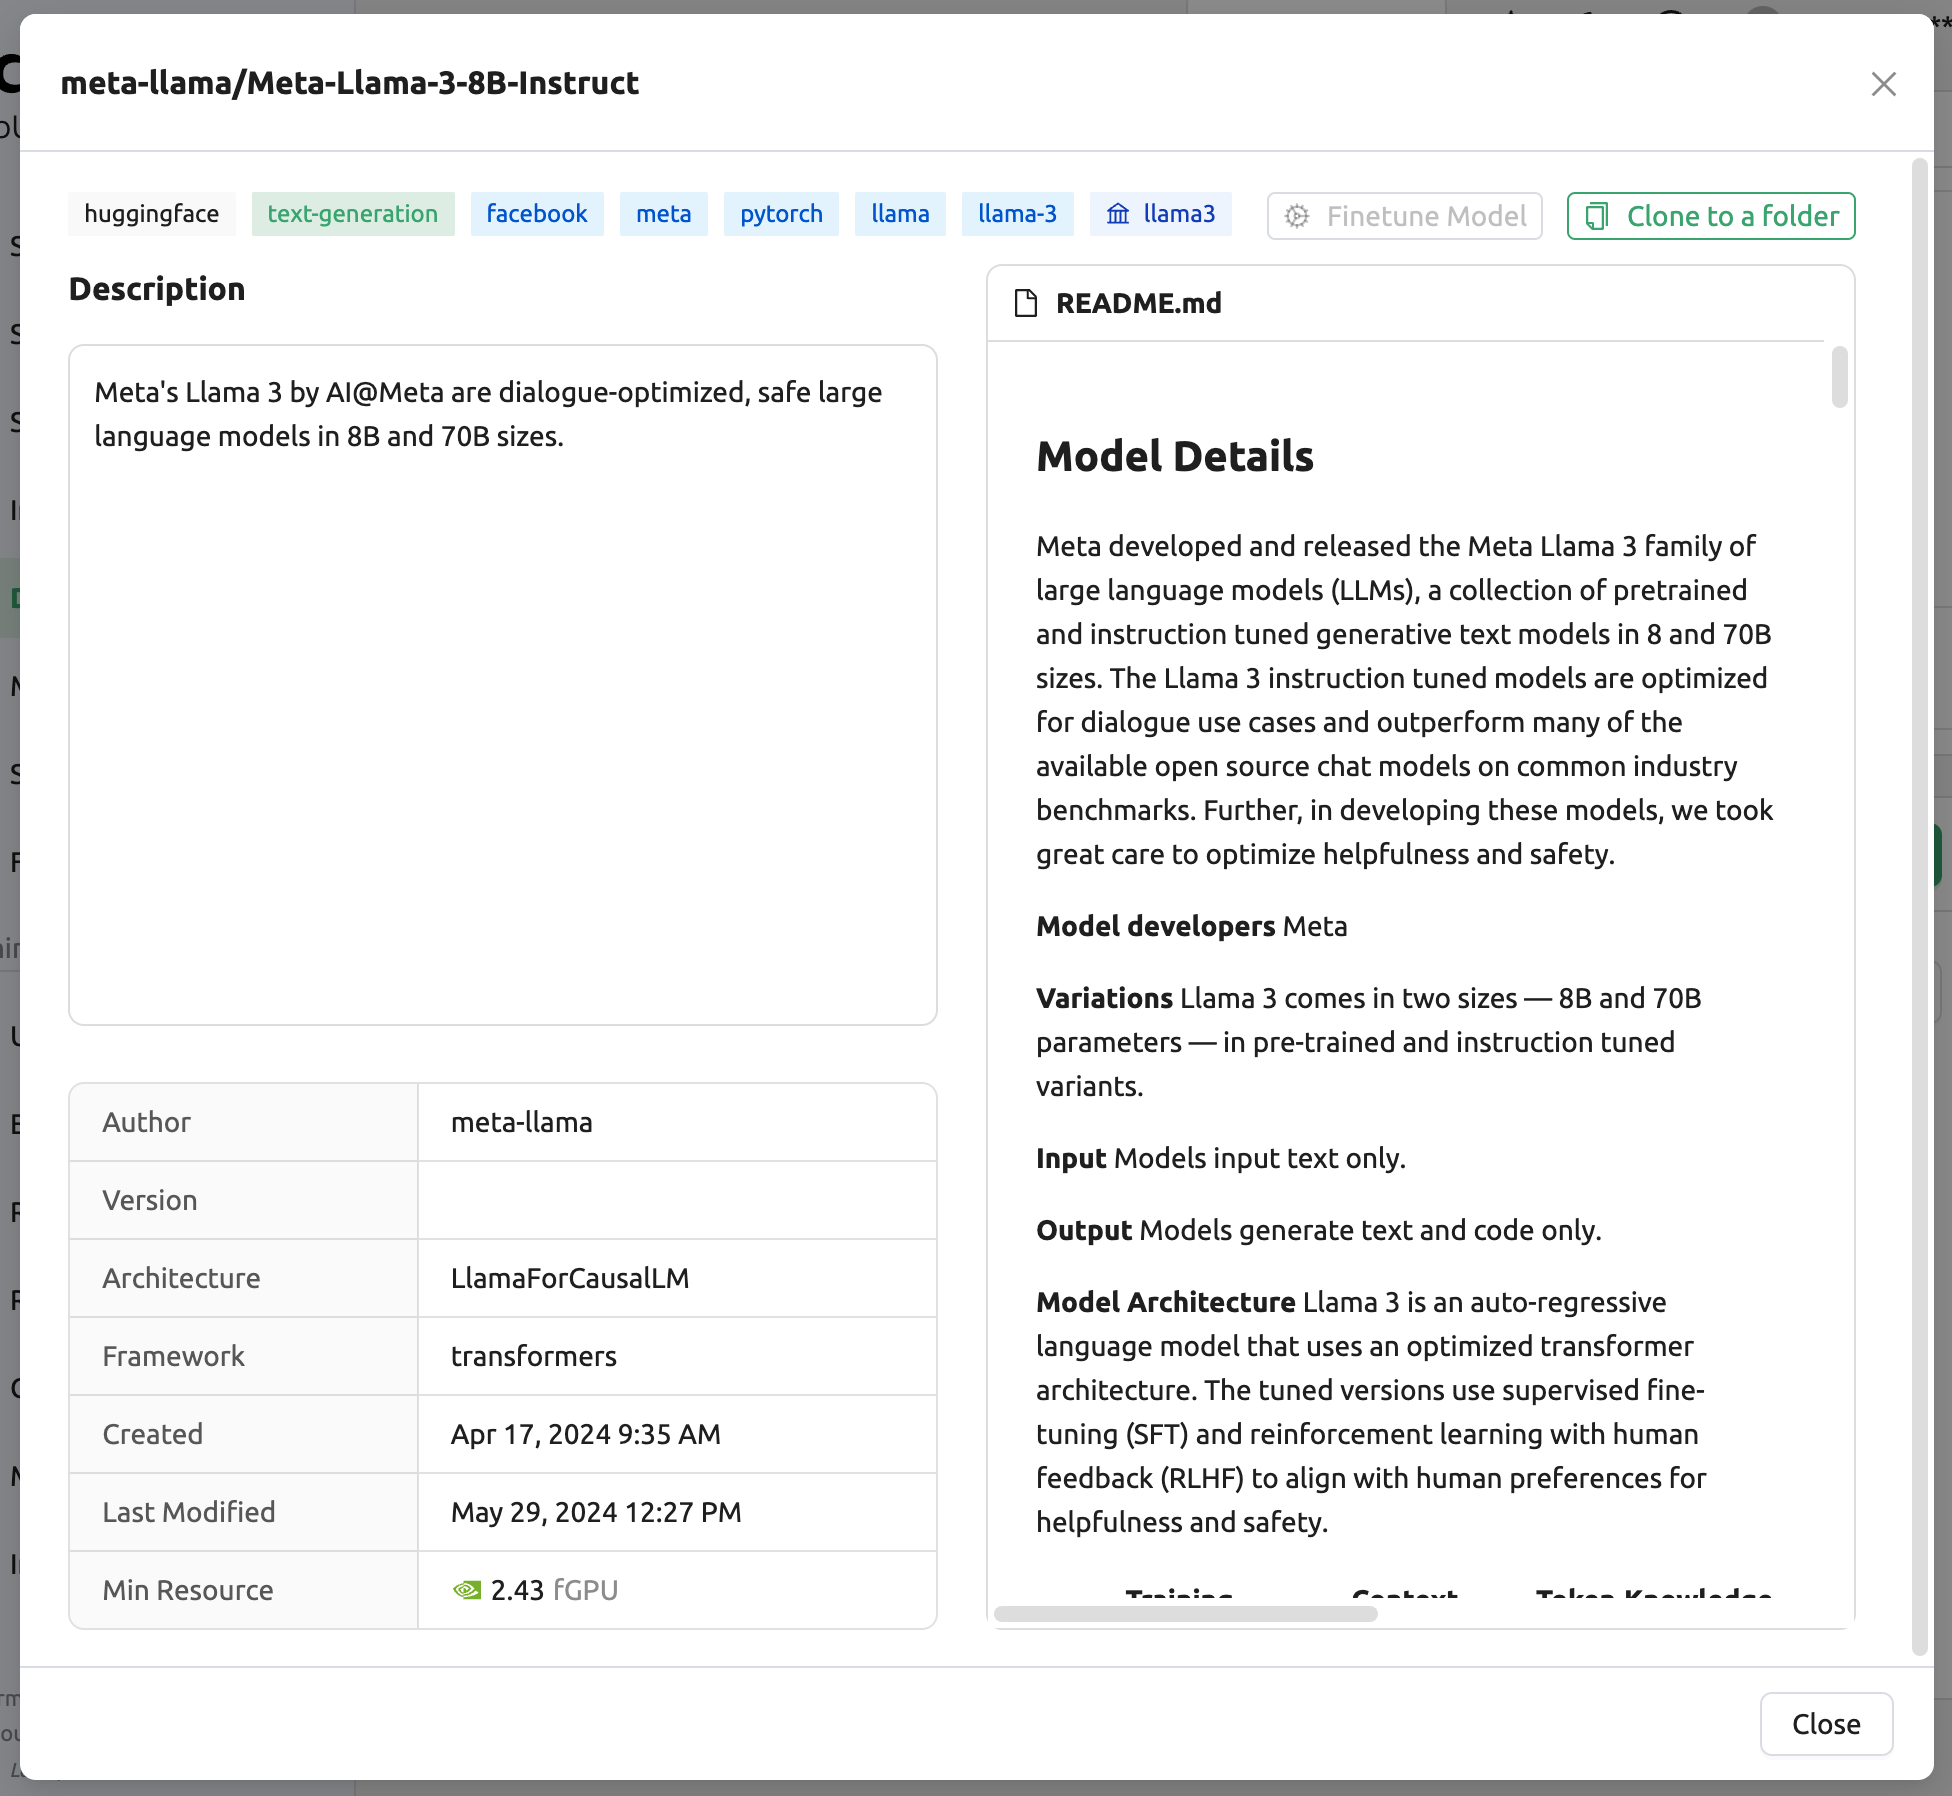 meta-llama/Meta-Llama-3-8B-Instruct
huggingface text-generation facebook meta pytorch llama llama-3 llama3 Finetune Model Clone to a folder
Description
Meta's Llama 3 by AI@Meta are dialogue-optimized, safe large
language models in 8B and 70B sizes.
Author meta-llama
Version
Architecture LlamaForCausalLM
Framework transformers
Created Apr 17, 2024 9:35 AM
Last Modified May 29, 2024 12:27 PM
Min Resource 2.43 fGPU
README.md
Model Details
Meta developed and released the Meta Llama 3 family of
large language models (LLMs), a collection of pretrained
and instruction tuned generative text models in 8 and 70B
sizes. The Llama 3 instruction tuned models are optimized
for dialogue use cases and outperform many of the
available open source chat models on common industry
benchmarks. Further, in developing these models, we took
great care to optimize helpfulness and safety.
Model developers Meta
Variations Llama 3 comes in two sizes — 8B and 70B
parameters — in pre-trained and instruction tuned
variants.
Input Models input text only.
Output Models generate text and code only.
Model Architecture Llama 3 is an auto-regressive
language model that uses an optimized transformer
architecture. The tuned versions use supervised fine-
tuning (SFT) and reinforcement learning with human
feedback (RLHF) to align with human preferences for
helpfulness and safety.
Training Context Token Knowledge
Close